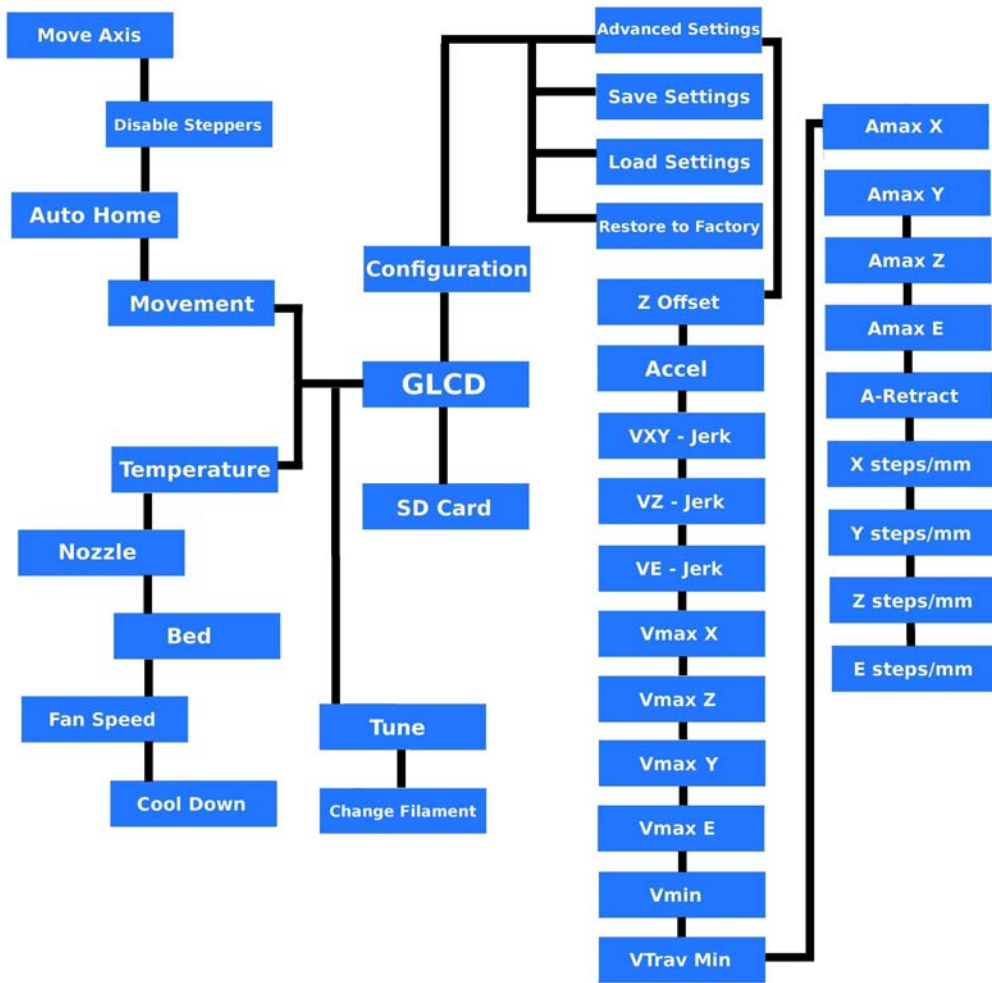 Move Axis
Disable Steppers
Auto Home
Movement
Temperature
Nozzle
Bed
Fan Speed
Cool Down
Configuration
GLCD
SD Card
Tune
Change Filament
Advanced Settings
Save Settings
Load Settings
Restore to Factory
Z Offset
Accel
VXY - Jerk
VZ - Jerk
VE - Jerk
Vmax X
Vmax Z
Vmax Y
Vmax E
Vmin
VTrav Min
Amax X
Amax Y
Amax Z
Amax E
A-Retract
X steps/mm
Y steps/mm
Z steps/mm
E steps/mm